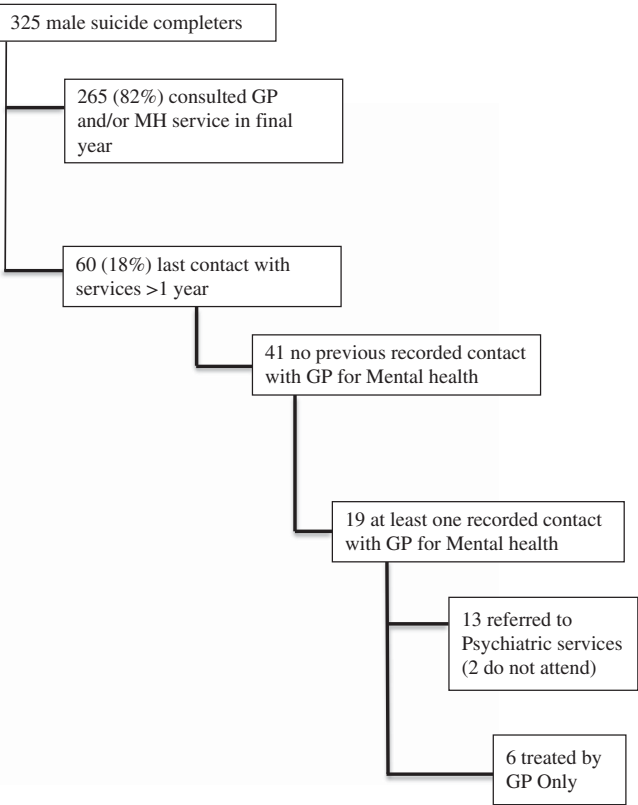 325 male suicide completers
265 (82%) consulted GP
and/or MH service in final
year
60 (18%) last contact with
services >1 year
41 no previous recorded contact
with GP for Mental health
19 at least one recorded contact
with GP for Mental health
13 referred to
Psychiatric services
(2 do not attend)
6 treated by
GP Only